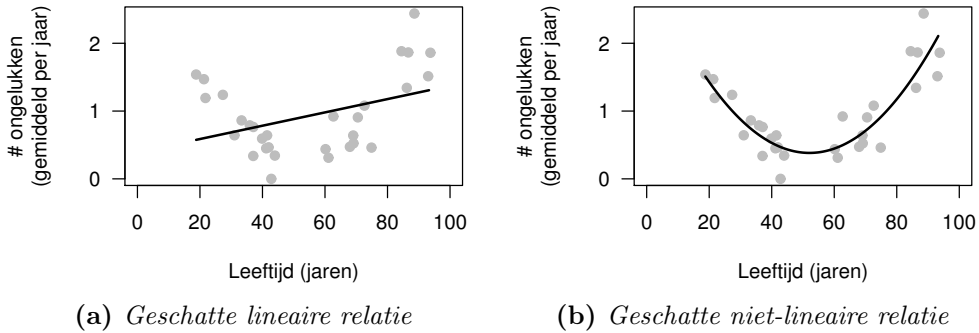 # ongelukken
(gemiddeld per jaar)
2
1
0
0 20 40 60 80 100
Leeftijd (jaren)
(a) Geschatte lineaire relatie
# ongelukken
(gemiddeld per jaar)
2
1
0
0 20 40 60 80 100
Leeftijd (jaren)
(b) Geschatte niet-lineaire relatie